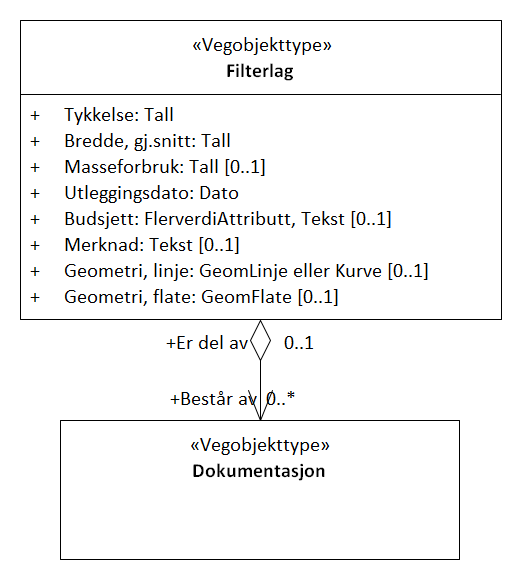 «Vegobjekttype»
Filterlag
+ Tykkelse: Tall
+ Bredde, gj.snitt: Tall
+ Masseforbruk: Tall [0..1]
+ Utleggingsdato: Dato
+ Budsjett: FlerverdiAttributt, Tekst [0..1]
+ Merknad: Tekst [0..1]
+ Geometri, linje: GeomLinje eller Kurve [0..1]
+ Geometri, flate: GeomFlate [0..1]
+Er del av 0..1
+Består av 0..*
«Vegobjekttype»
Dokumentasjon